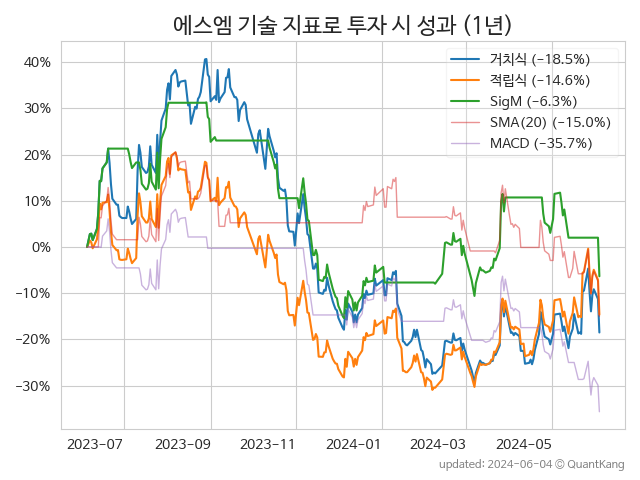 에스엠 기술 지표로 투자 시 성과 (1년)
거치식 (−18.5%)
적립식 (−14.6%)
SigM (−6.3%)
SMA(20) (−15.0%)
MACD (−35.7%)
40%
30%
20%
10%
0%
−10%
−20%
−30%
2023-07 2023-09 2023-11 2024-01 2024-03 2024-05
updated: 2024-06-04 ⓒ QuantKang